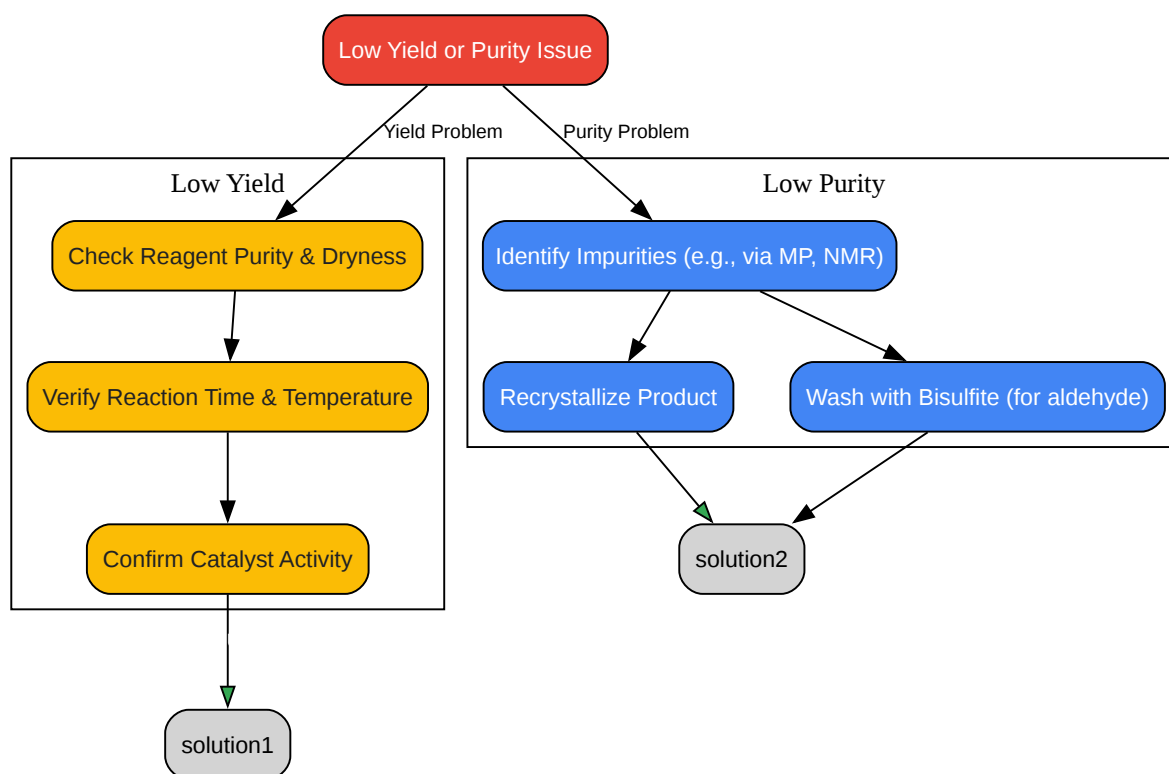 Low Yield or Purity Issue
Yield Problem
Purity Problem
Low Yield
Low Purity
Check Reagent Purity & Dryness
Identify Impurities (e.g., via MP, NMR)
Verify Reaction Time & Temperature
Recrystallize Product
Wash with Bisulfite (for aldehyde)
Confirm Catalyst Activity
solution2
solution1